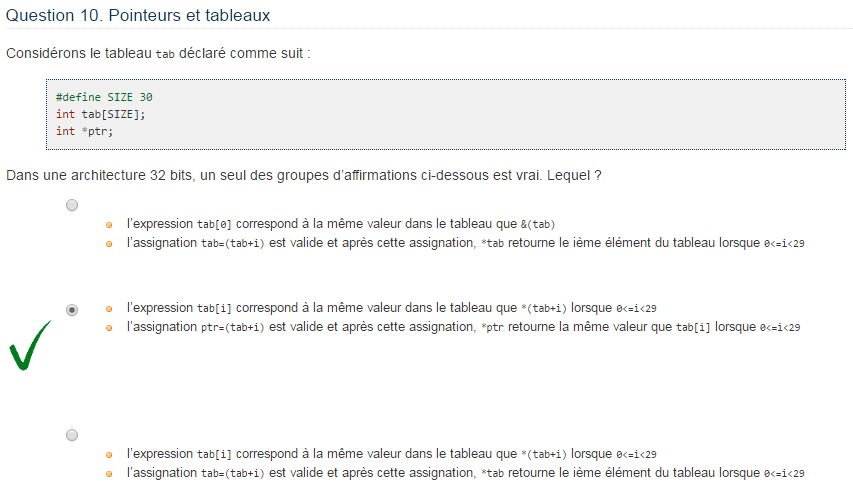 Question 10. Pointeurs et tableaux
Considérons le tableau tab déclaré comme suit :
#define SIZE 30
int tab[SIZE];
int *ptr;
Dans une architecture 32 bits, un seul des groupes d’affirmations ci-dessous est vrai. Lequel ?
l’expression tab[0] correspond à la même valeur dans le tableau que &(tab)
l’assignation tab=(tab+i) est valide et après cette assignation, *tab retourne le ième élément du tableau lorsque 0<=i<29
l’expression tab[i] correspond à la même valeur dans le tableau que *(tab+i) lorsque 0<=i<29
l’assignation ptr=(tab+i) est valide et après cette assignation, *ptr retourne la même valeur que tab[i] lorsque 0<=i<29
l’expression tab[i] correspond à la même valeur dans le tableau que *(tab+i) lorsque 0<=i<29
l’assignation tab=(tab+i) est valide et après cette assignation, *tab retourne le ième élément du tableau lorsque 0<=i<29